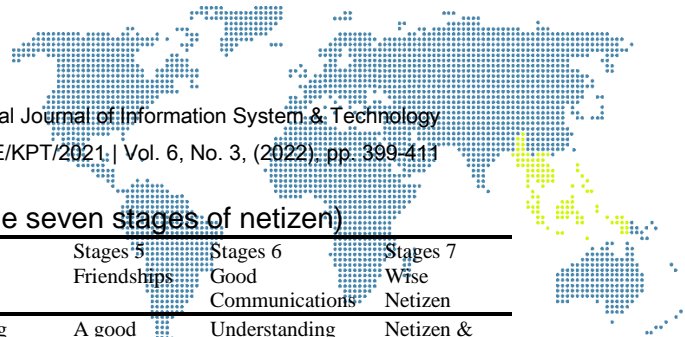 al Journal of Information System & Technology
E/KPT/2021 | Vol. 6, No. 3, (2022), pp. 399-411
e seven stages of netizen)
Stages 5 Stages 6 Stages 7
Friendships Good Wise
Communications Netizen
g A good Understanding Netizen &